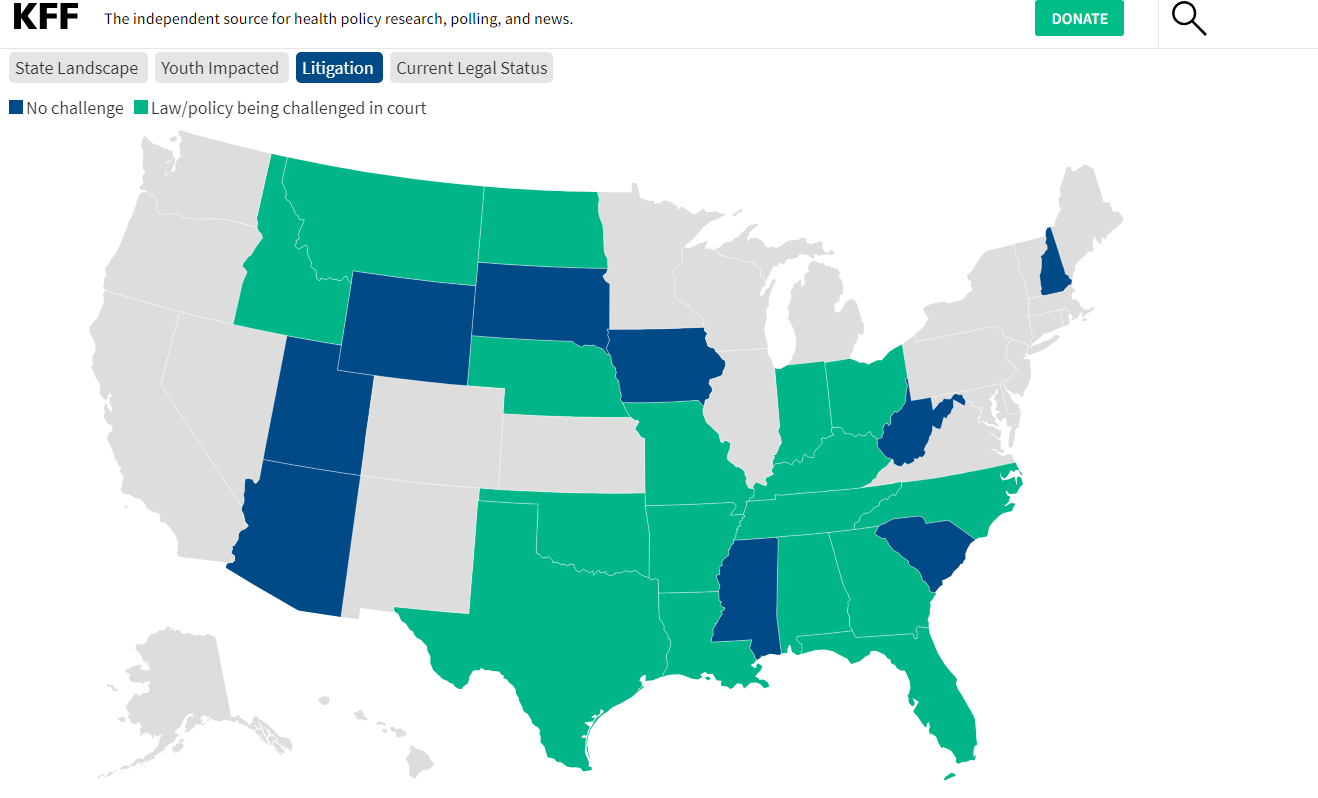 KFF The independent source for health policy research, polling, and news. DONATE
State Landscape Youth Impacted Litigation Current Legal Status
No challenge Law/policy being challenged in court